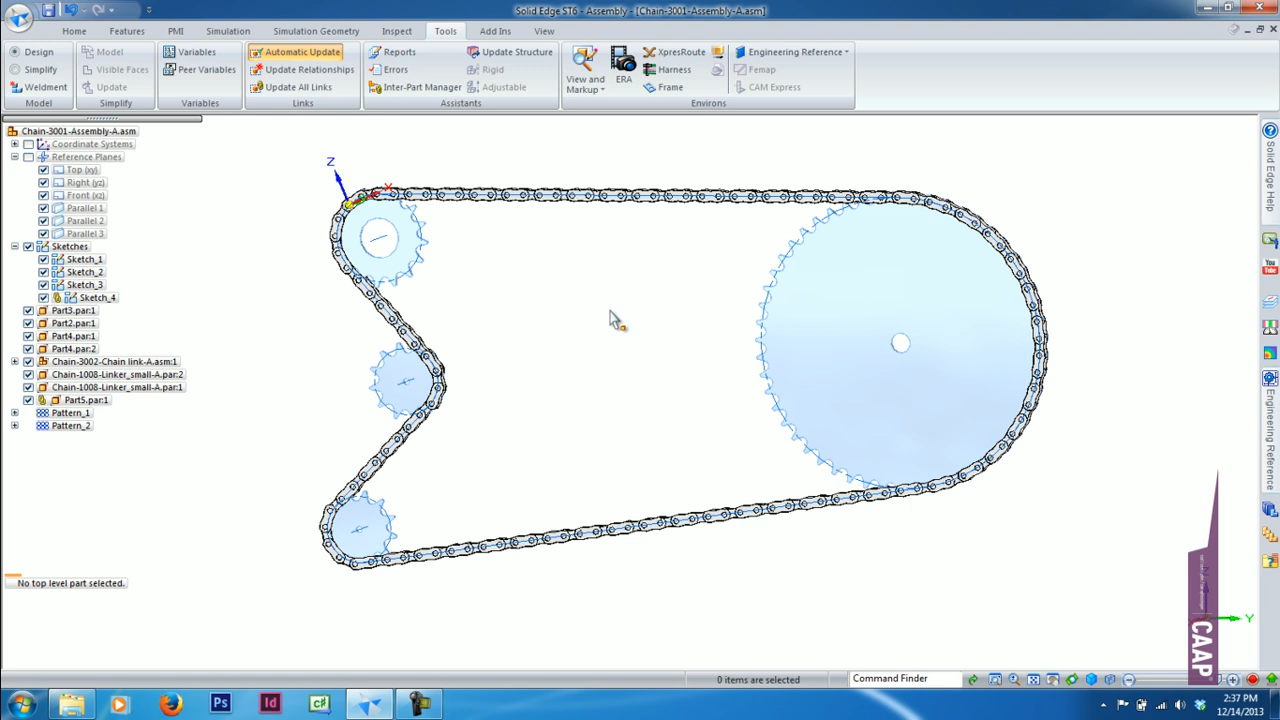 Solid Edge ST6 - Assembly - [Chain-3001-Assembly-A.asm]
Home Features PMI Simulation Simulation Geometry Inspect Tools Add Ins View
Design Model Variables Automatic Update Reports Update Structure XpresRoute Engineering Reference
Simplify Visible Faces Peer Variables Update Relationships Errors Rigid View and Markup ERA Harness Femap
Weldment Update Update All Links Inter-Part Manager Adjustable Frame CAM Express
Model Simplify Variables Links Assistants Environs
Chain-3001-Assembly-A.asm
Coordinate Systems
Reference Planes
Top (xy)
Right (yz)
Front (xz)
Parallel 1
Parallel 2
Parallel 3
Sketches
Sketch_1
Sketch_2
Sketch_3
Sketch_4
Part3.par:1
Part2.par:1
Part4.par:1
Part4.par:2
Chain-3002-Chain link-A.asm:1
Chain-1008-Linker_small-A.par:2
Chain-1008-Linker_small-A.par:1
Part5.par:1
Pattern_1
Pattern_2
No top level part selected.
Z
Y
Solid Edge Help
You
Tube
Engineering Reference
CAAP
0 items are selected Command Finder
Ps Id C#
2:37 PM
12/14/2013